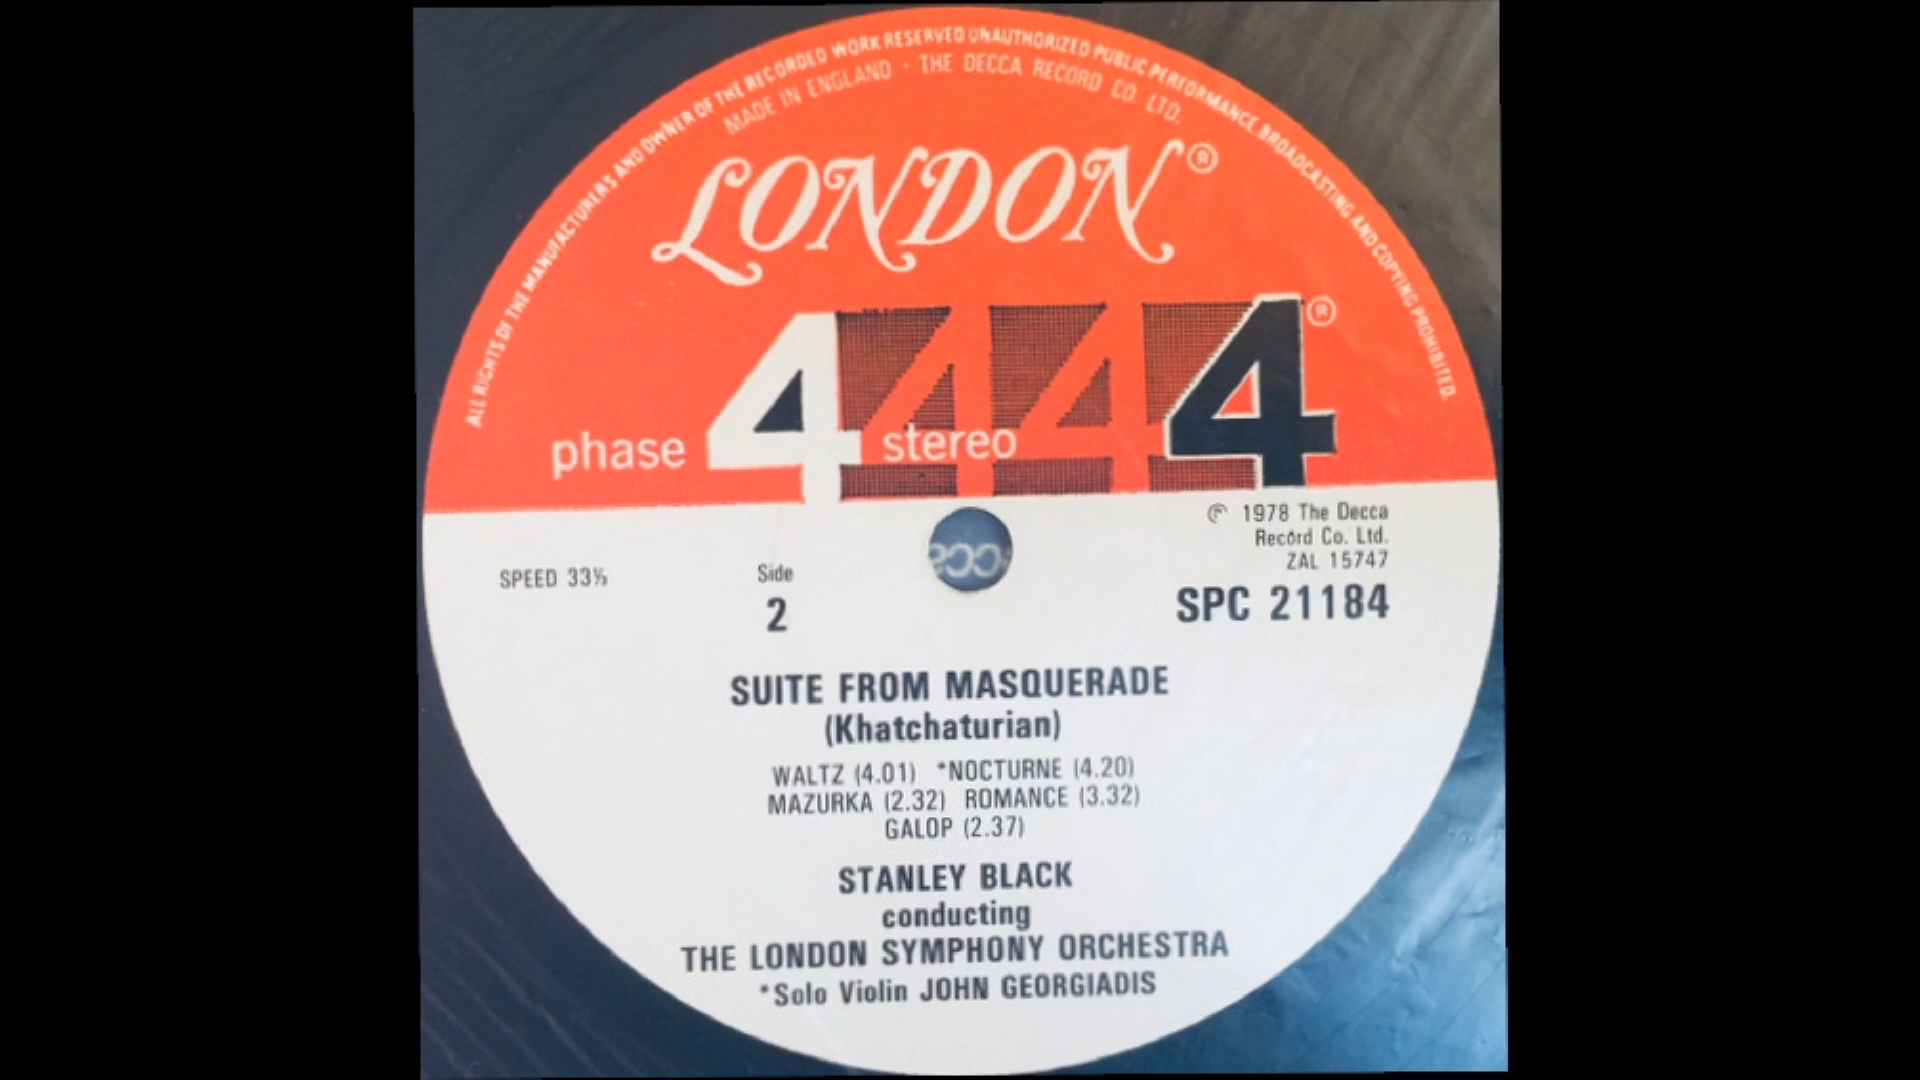 ALL RIGHTS OF THE MANUFACTURERS AND OWNER OF THE RECORDED WORK RESERVED UNAUTHORIZED PUBLIC PERFORMANCE BROADCASTING AND COPYING PROHIBITED.
MADE IN ENGLAND · THE DECCA RECORD CO. LTD.
LONDON®
phase 4 stereo 4 4 4®
℗ 1978 The Decca
Record Co. Ltd.
ZAL 15747
SPC 21184
SPEED 33⅓
Side
2
SUITE FROM MASQUERADE
(Khatchaturian)
WALTZ (4.01) *NOCTURNE (4.20)
MAZURKA (2.32) ROMANCE (3.32)
GALOP (2.37)
STANLEY BLACK
conducting
THE LONDON SYMPHONY ORCHESTRA
*Solo Violin JOHN GEORGIADIS